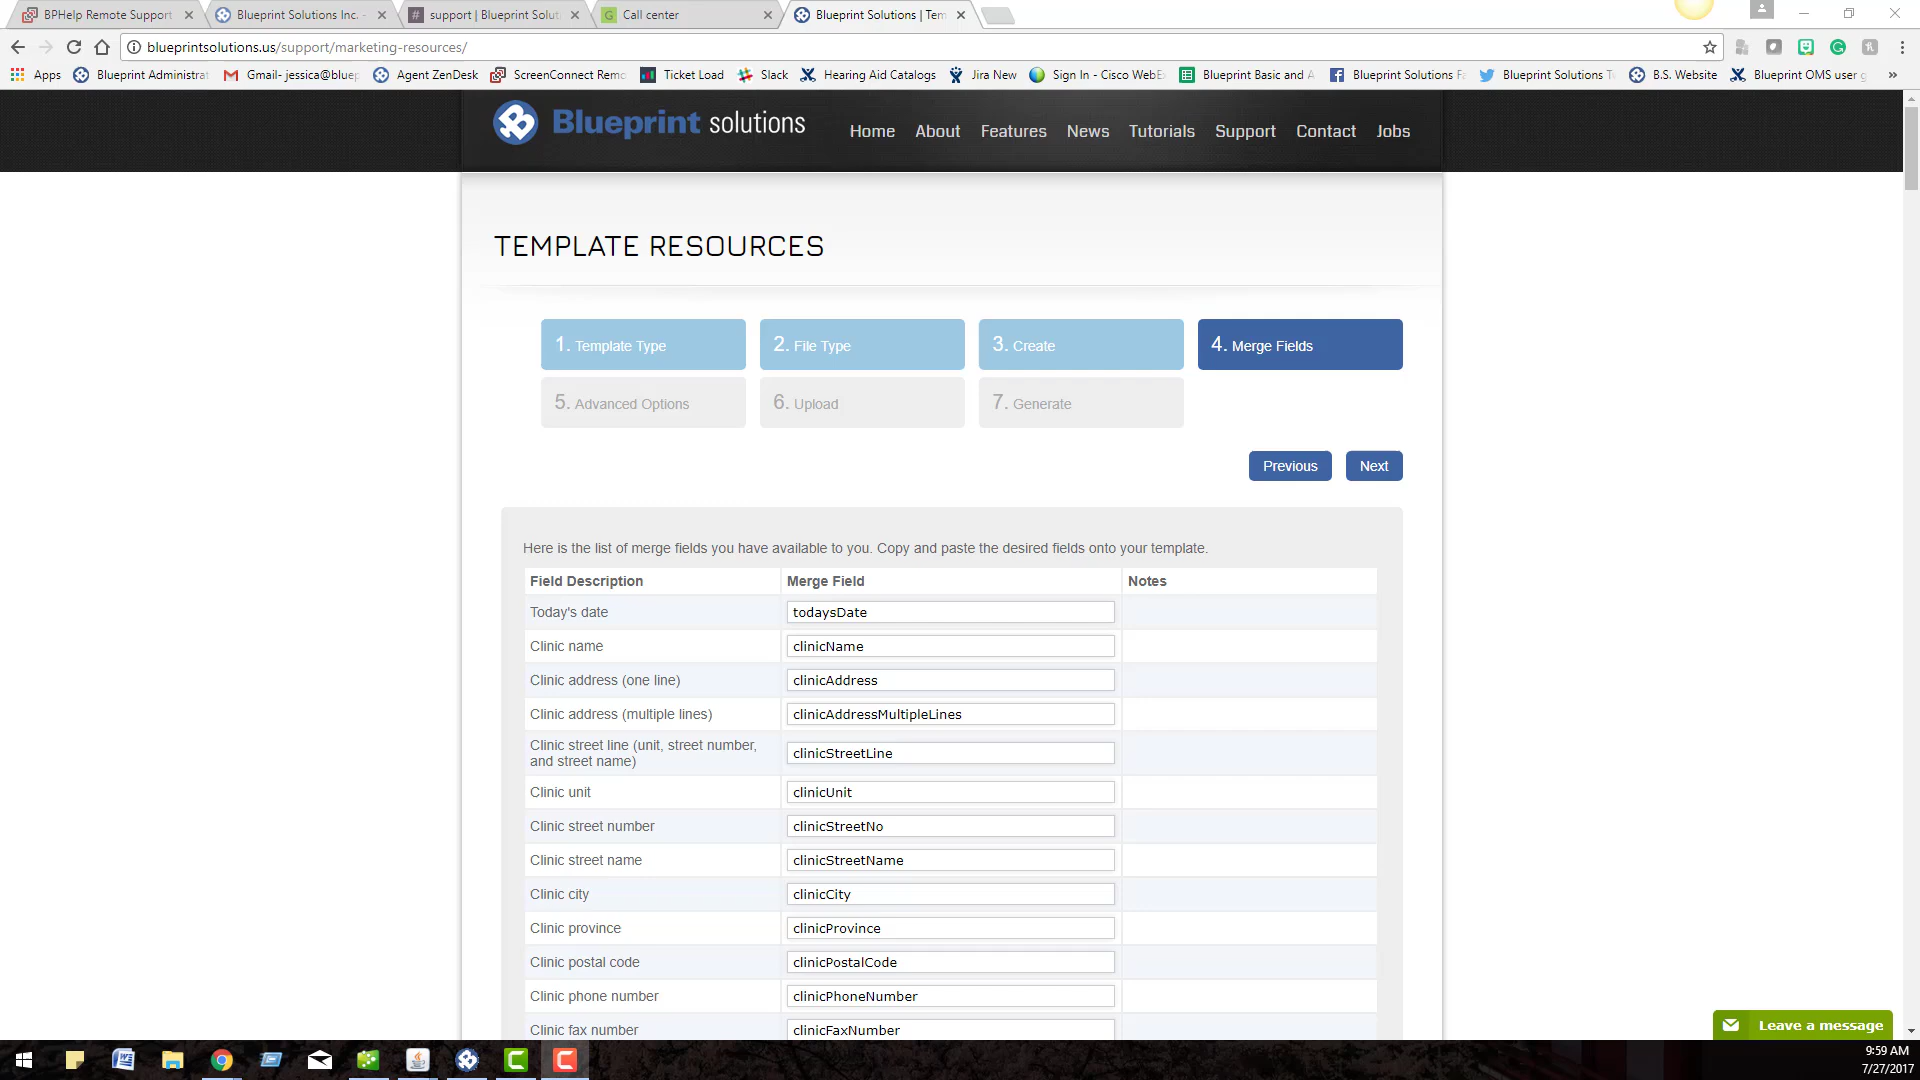 BPHelp Remote Support
Blueprint Solutions Inc. -
support | Blueprint Soluti
Call center
Blueprint Solutions | Tem
blueprintsolutions.us/support/marketing-resources/
Apps
Blueprint Administrat
Gmail- jessica@bluep
Agent ZenDesk
ScreenConnect Remo
Ticket Load
Slack
Hearing Aid Catalogs
Jira New
Sign In - Cisco WebE
Blueprint Basic and A
Blueprint Solutions Fa
Blueprint Solutions Tw
B.S. Website
Blueprint OMS user g
Blueprint solutions
Home
About
Features
News
Tutorials
Support
Contact
Jobs
TEMPLATE RESOURCES
1. Template Type
2. File Type
3. Create
4. Merge Fields
5. Advanced Options
6. Upload
7. Generate
Previous
Next
Here is the list of merge fields you have available to you. Copy and paste the desired fields onto your template.
Field Description Merge Field Notes
Today's date todaysDate
Clinic name clinicName
Clinic address (one line) clinicAddress
Clinic address (multiple lines) clinicAddressMultipleLines
Clinic street line (unit, street number,
and street name) clinicStreetLine
Clinic unit clinicUnit
Clinic street number clinicStreetNo
Clinic street name clinicStreetName
Clinic city clinicCity
Clinic province clinicProvince
Clinic postal code clinicPostalCode
Clinic phone number clinicPhoneNumber
Clinic fax number clinicFaxNumber
Leave a message
9:59 AM
7/27/2017